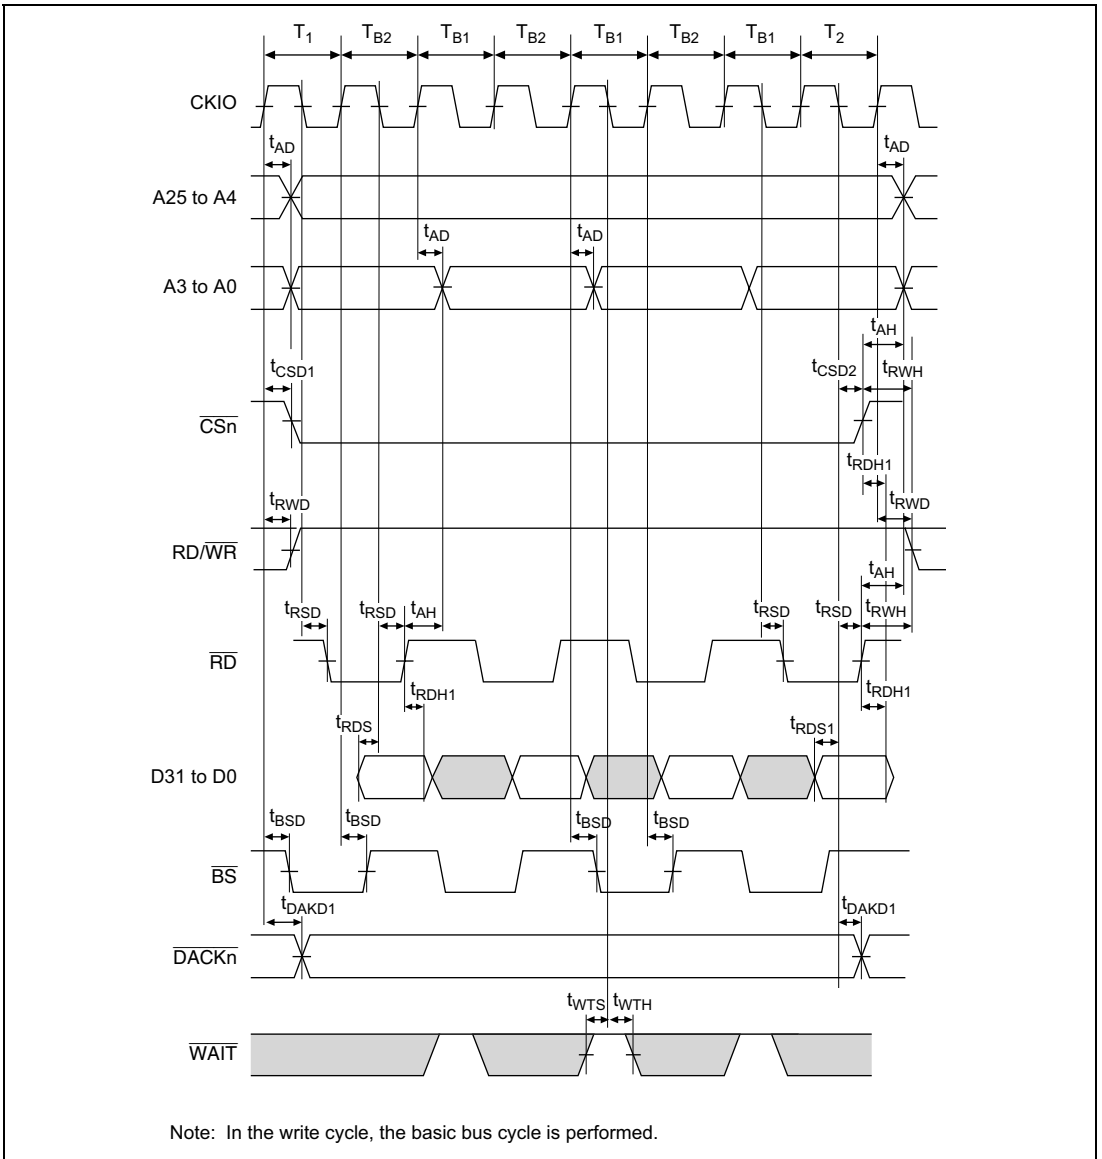 T1 TB2 TB1 TB2 TB1 TB2 TB1 T2
CKIO
tAD tAD
A25 to A4
tAD tAD
A3 to A0
tAH
tCSD1 tCSD2 tRWH
CSn
tRDH1
tRWD tRWD
RD/WR
tAH
tRSD tRSD tAH tRSD tRSD tRWH
RD
tRDH1 tRDH1
tRDS tRDS1
D31 to D0
tBSD tBSD tBSD tBSD
BS
tDAKD1 tDAKD1
DACKn
tWTS tWTH
WAIT
Note: In the write cycle, the basic bus cycle is performed.